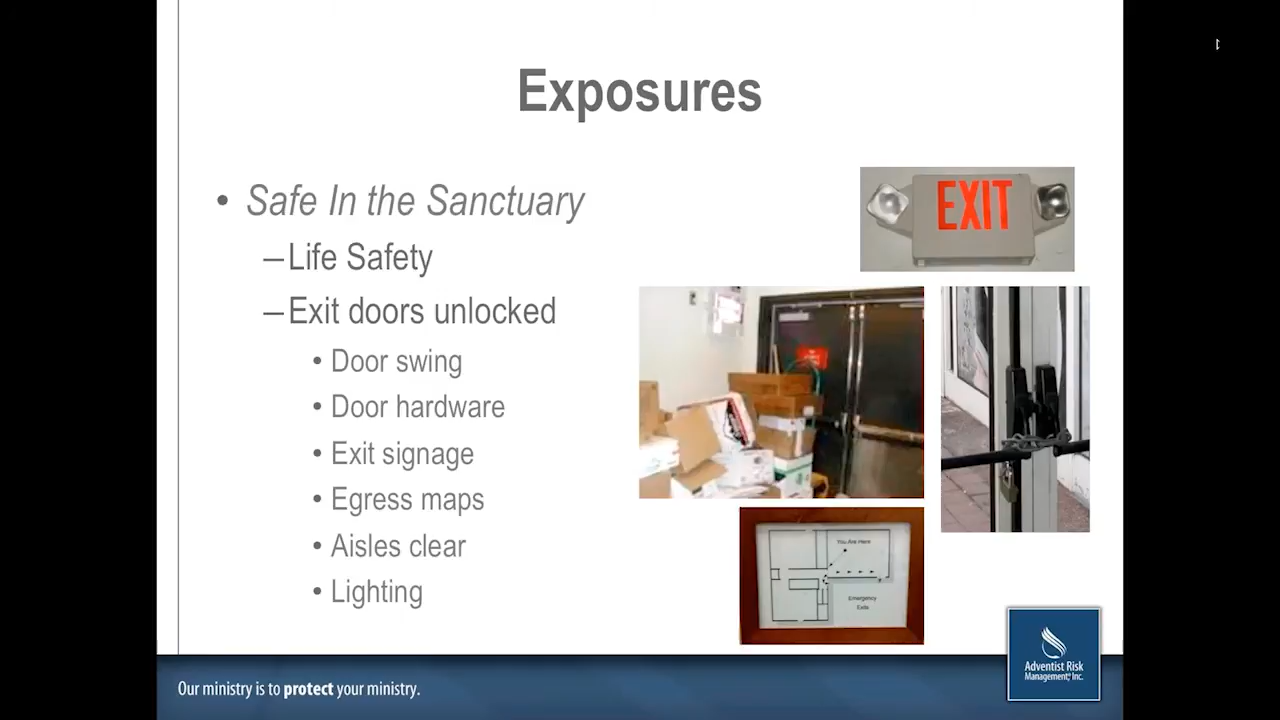 Exposures
• Safe In the Sanctuary
–Life Safety
–Exit doors unlocked
• Door swing
• Door hardware
• Exit signage
• Egress maps
• Aisles clear
• Lighting
EXIT
You Are Here
Emergency
Exits
Our ministry is to protect your ministry.
Adventist Risk
Management, Inc.